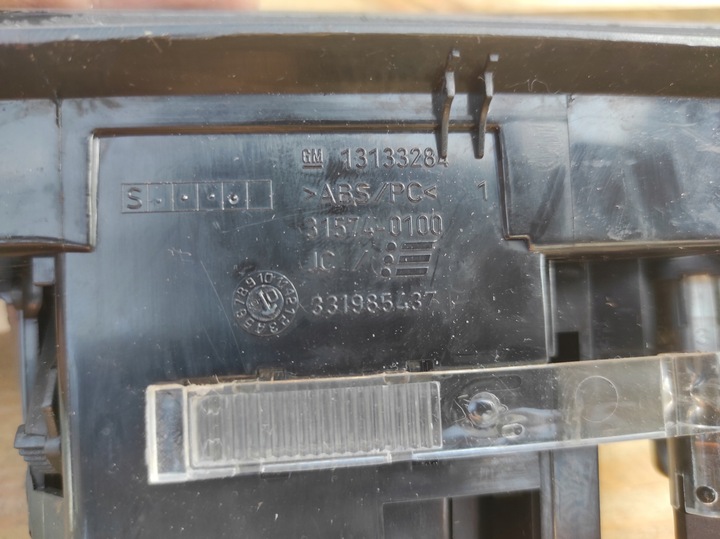 GM 13133284
S
>ABS/PC< 1
31574-0100
JC
331985437